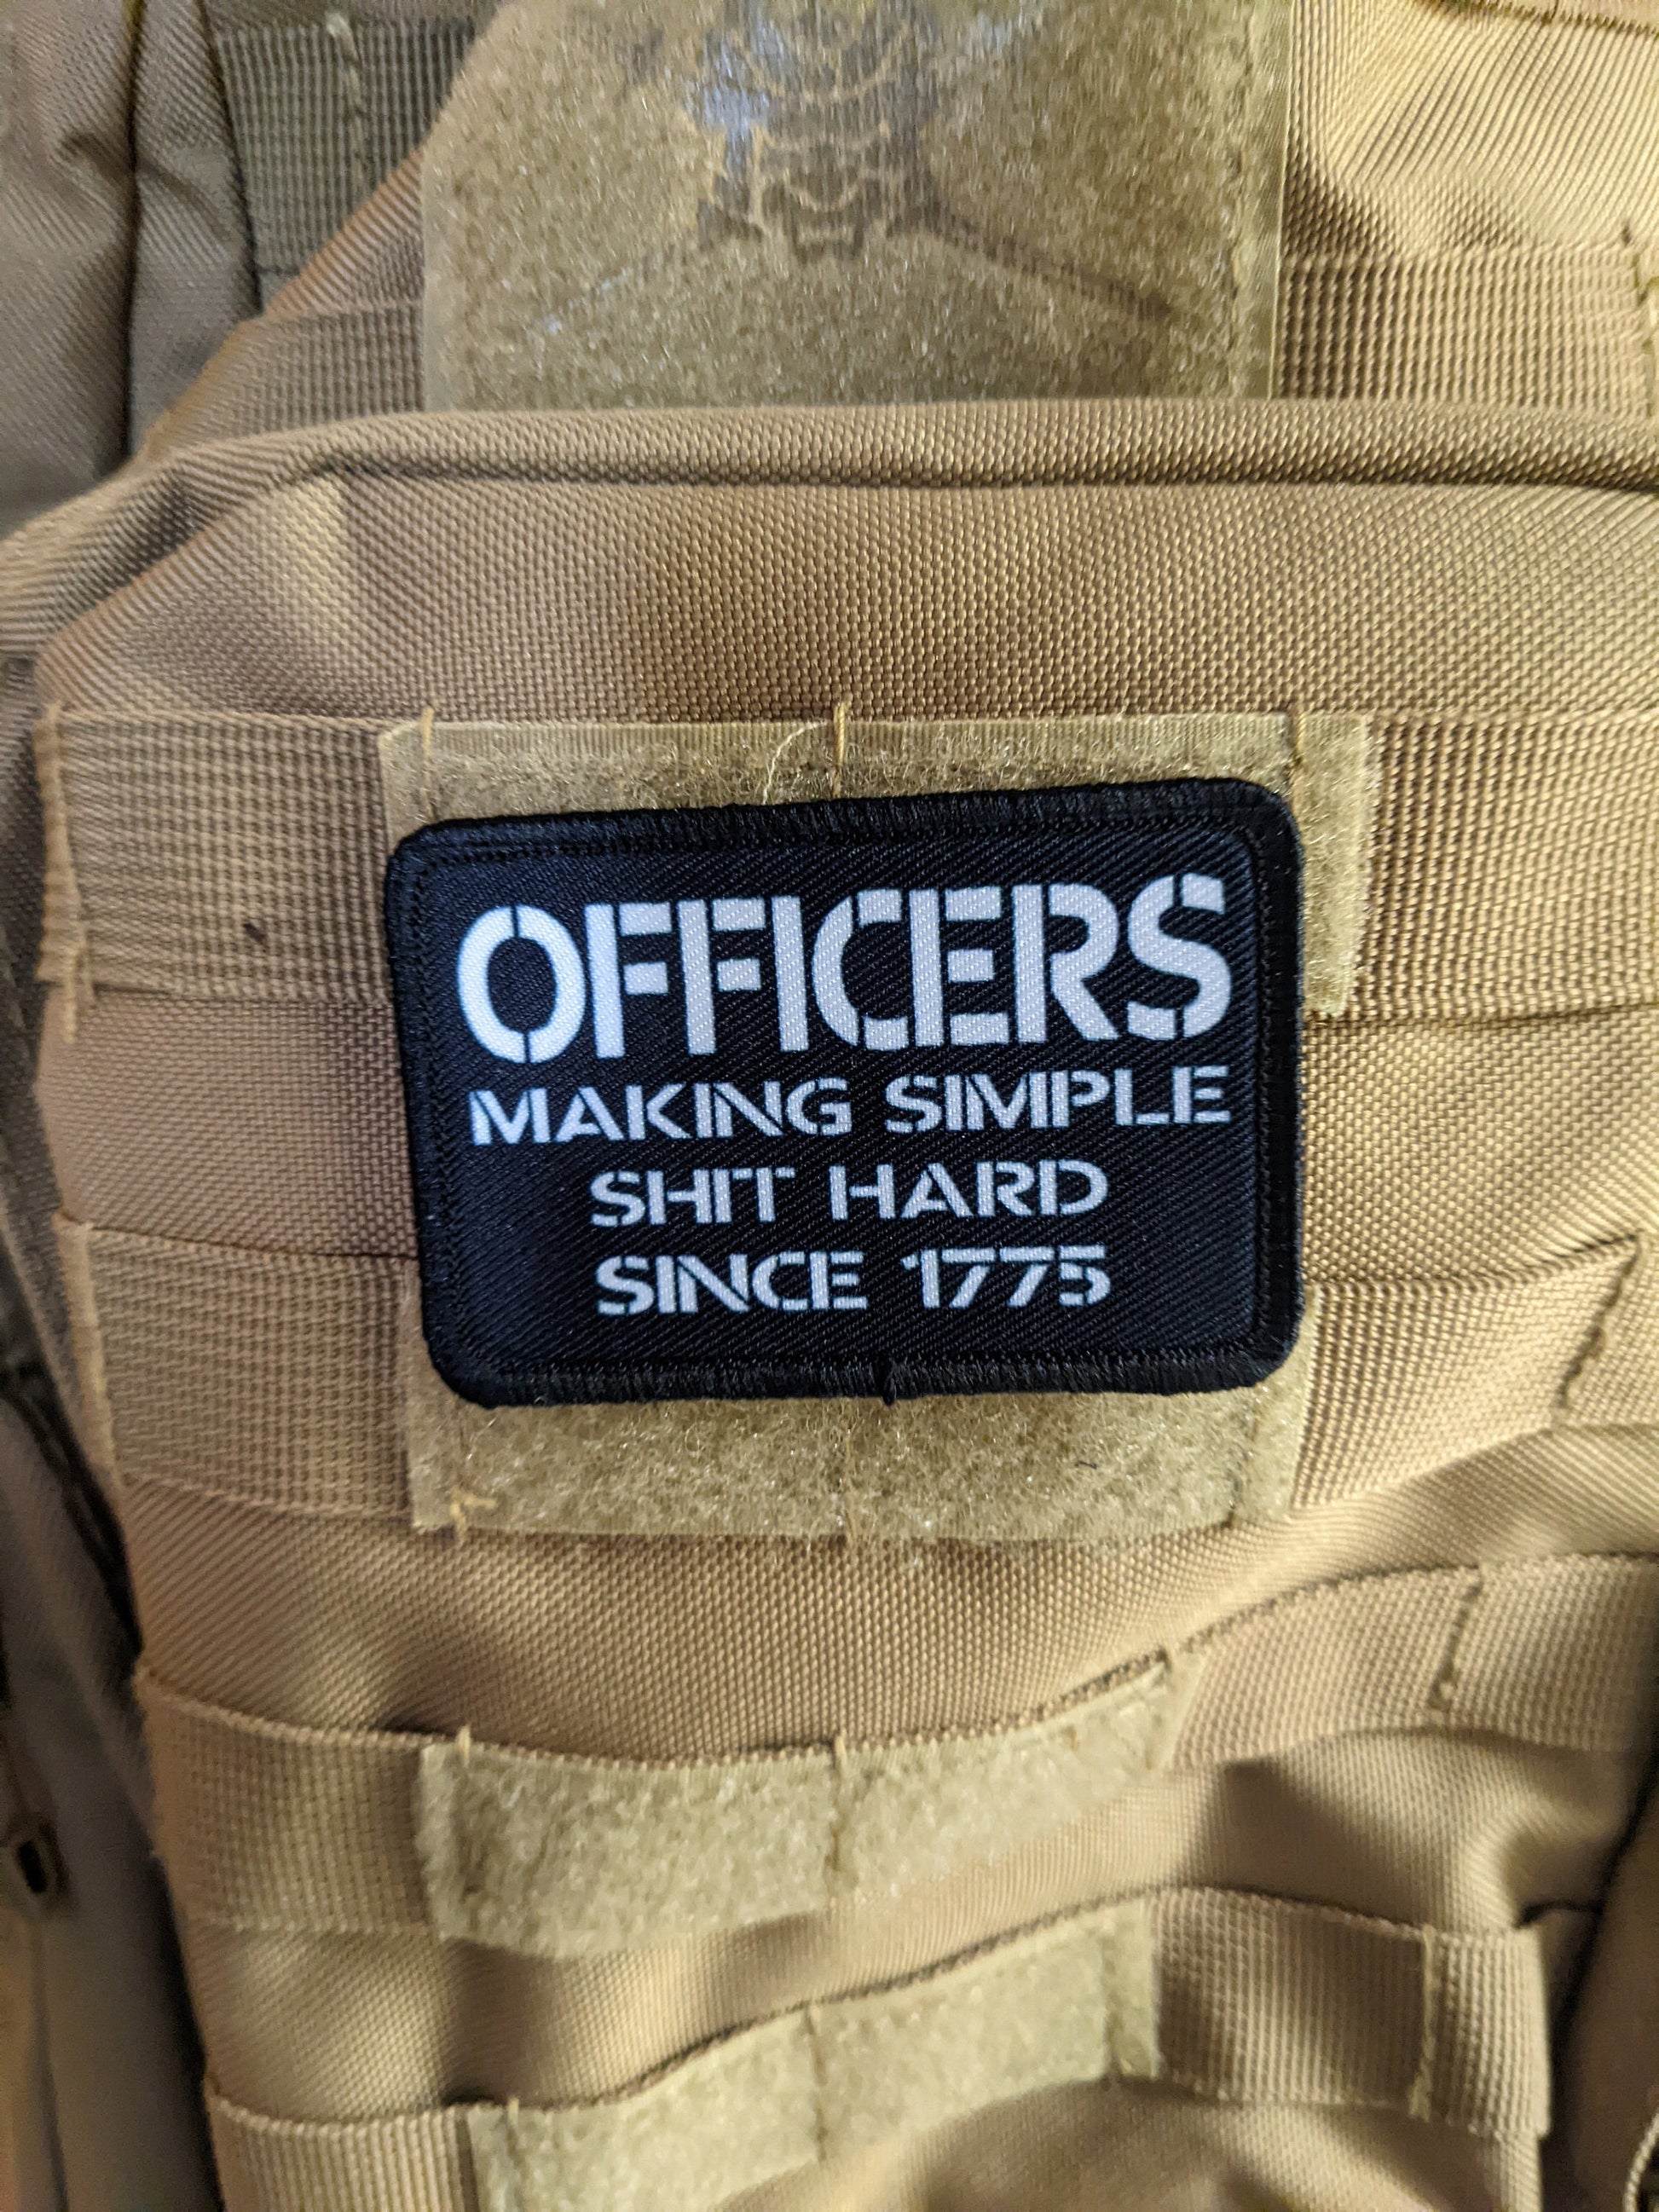 OFFICERS
MAKING SIMPLE
SHIT HARD
SINCE 1775